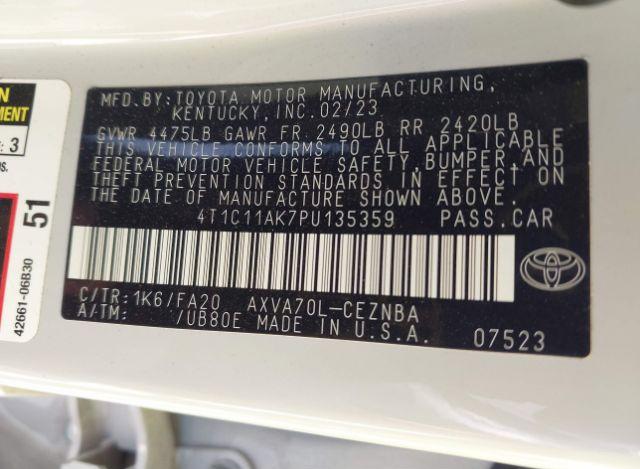 MFD.BY:TOYOTA MOTOR MANUFACTURING,
KENTUCKY, INC.02/23
GVWR 4475LB GAWR FR 2490LB RR 2420LB
THIS VEHICLE CONFORMS TO ALL APPLICABLE
FEDERAL MOTOR VEHICLE SAFETY, BUMPER,AND
THEFT PREVENTION STANDARDS IN EFFECT ON
THE DATE OF MANUFACTURE SHOWN ABOVE.
4T1C11AK7PU135359 PASS.CAR
C/TR:1K6/FA20 AXVA70L-CEZNBA
A/TM: /UB80E MADE IN U.S.A.
07523
: 3
51
42661-06B30